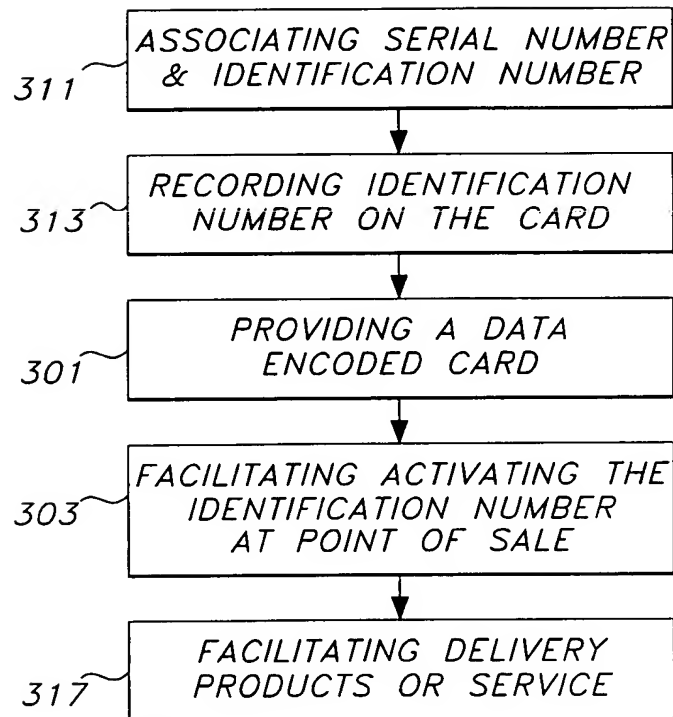 ASSOCIATING SERIAL NUMBER
& IDENTIFICATION NUMBER
311
RECORDING IDENTIFICATION
NUMBER ON THE CARD
313
PROVIDING A DATA
ENCODED CARD
301
FACILITATING ACTIVATING THE
IDENTIFICATION NUMBER
AT POINT OF SALE
303
FACILITATING DELIVERY
PRODUCTS OR SERVICE
317